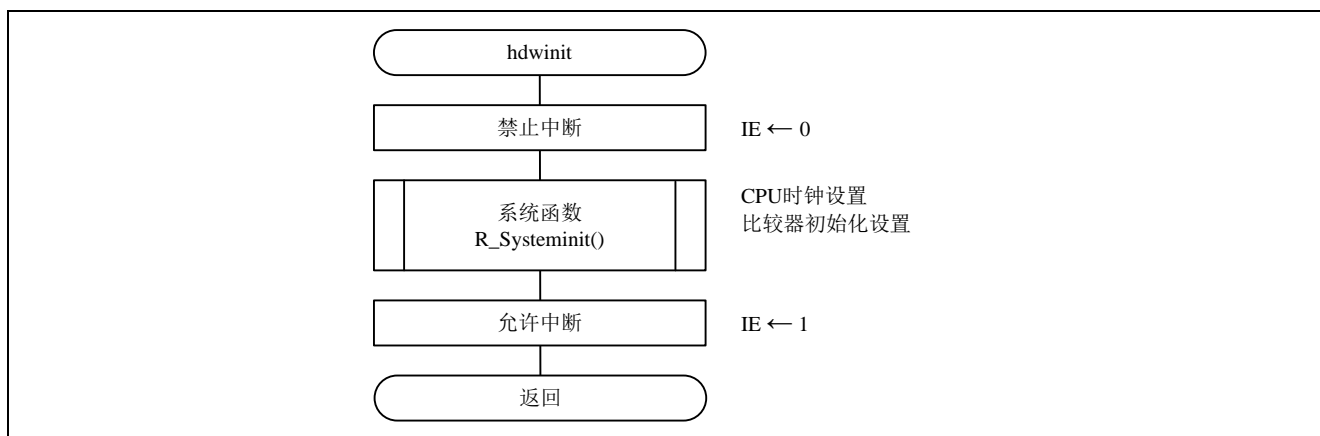 hdwinit
禁止中断
IE ← 0
系统函数
R_Systeminit()
CPU时钟设置
比较器初始化设置
允许中断
IE ← 1
返回